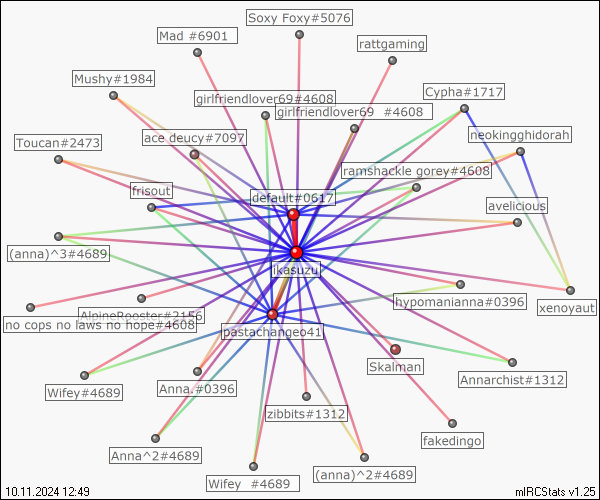 Soxy Foxy#5076
Mad #6901
rattgaming
Mushy#1984
Cypha#1717
girlfriendlover69#4608
girlfriendlover69 #4608
ace deucy#7097
neokingghidorah
Toucan#2473
ramshackle gorey#4608
frisout
default#0617
avelicious
(anna)^3#4689
ikasuzu
hypomanianna#0396
xenoyaut
AlpineRooster#2156
no cops no laws no hope#4608
pastachangeo41
Skalman
Annarchist#1312
Wifey#4689
Anna.#0396
zibbits#1312
fakedingo
Anna^2#4689
(anna)^2#4689
Wifey #4689
10.11.2024 12:49
mIRCStats v1.25